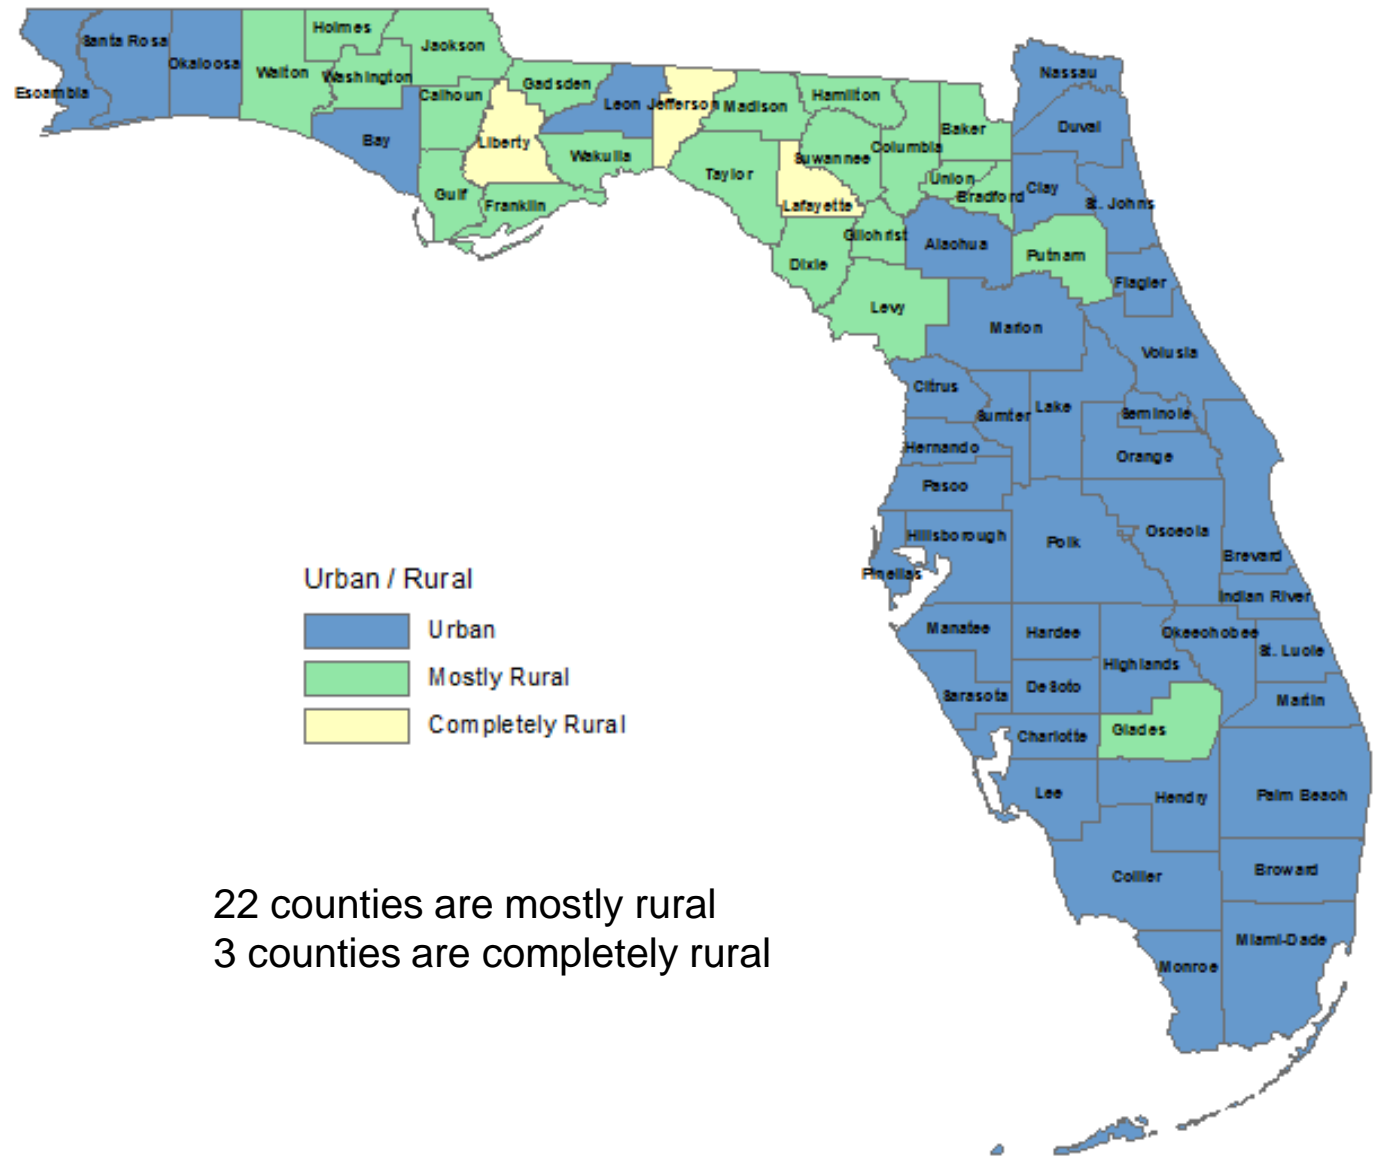 Holmes
Santa Rosa
Jackson
Okaloosa
Walton
Washington
Escambia
Calhoun
Gadsden
Leon
Jefferson
Madison
Hamilton
Nassau
Bay
Liberty
Wakulla
Taylor
Suwannee
Columbia
Baker
Duval
Gulf
Franklin
Lafayette
Union
Bradford
Clay
St. Johns
Gilchrist
Alachua
Putnam
Dixie
Flagler
Levy
Marion
Volusia
Citrus
Sumter
Lake
Seminole
Hernando
Orange
Pasco
Hillsborough
Polk
Osceola
Brevard
Pinellas
Indian River
Manatee
Hardee
Okeechobee
St. Lucie
Highlands
DeSoto
Sarasota
Martin
Charlotte
Glades
Lee
Hendry
Palm Beach
Collier
Broward
Miami-Dade
Monroe
Urban / Rural
Urban
Mostly Rural
Completely Rural
22 counties are mostly rural
3 counties are completely rural